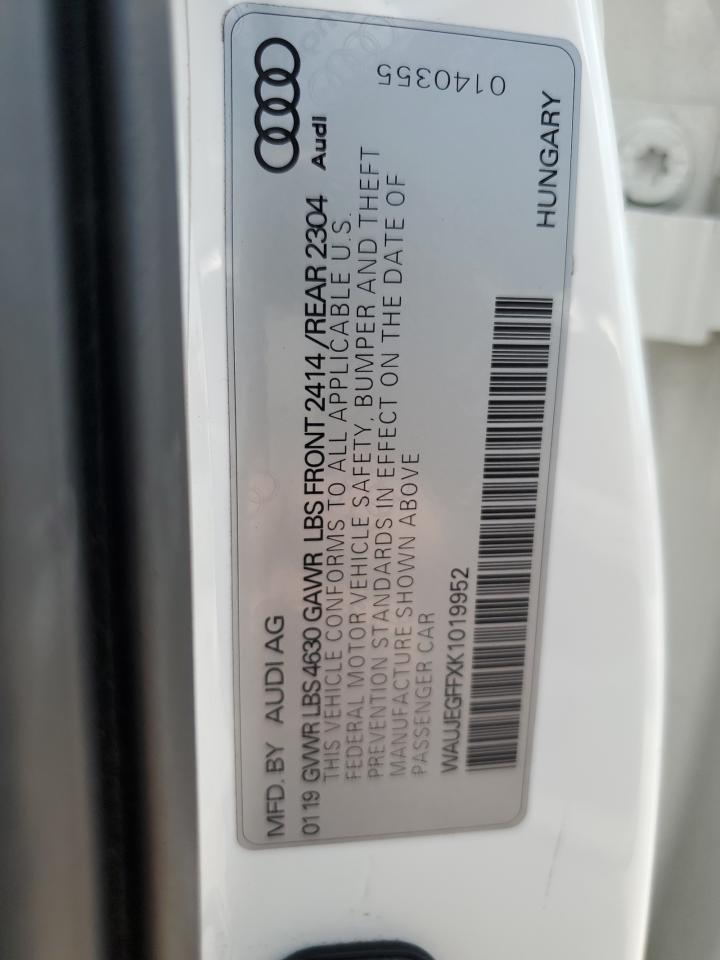 MFD. BY AUDI AG
0119 GVWR LBS 4630 GAWR LBS FRONT 2414 /REAR 2304
THIS VEHICLE CONFORMS TO ALL APPLICABLE U.S.
FEDERAL MOTOR VEHICLE SAFETY, BUMPER AND THEFT
PREVENTION STANDARDS IN EFFECT ON THE DATE OF
MANUFACTURE SHOWN ABOVE
PASSENGER CAR
WAUJEGFFXK1019952
Audi
0140355
HUNGARY